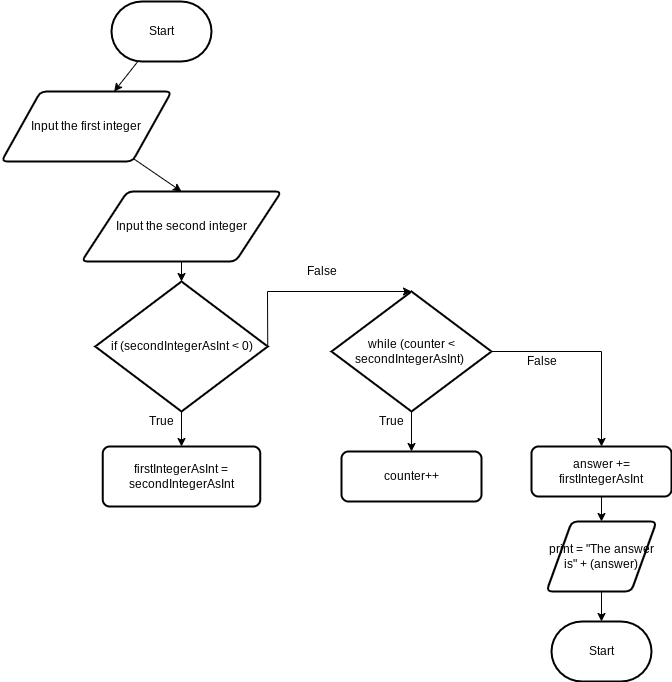 Start
Input the first integer
Input the second integer
False
if (secondIntegerAsInt < 0)
while (counter <
secondIntegerAsInt)
False
True
True
firstIntegerAsInt =
secondIntegerAsInt
counter++
answer +=
firstIntegerAsInt
print = "The answer
is" + (answer)
Start